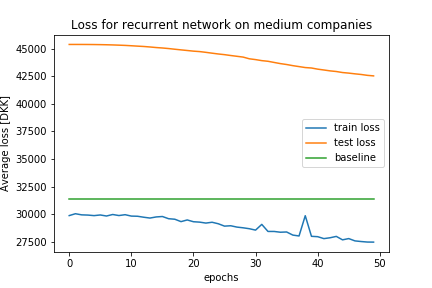 Loss for recurrent network on medium companies
45000
42500
40000
37500
35000
32500
30000
27500
Average loss [DKK]
train loss
test loss
baseline
0 10 20 30 40 50
epochs